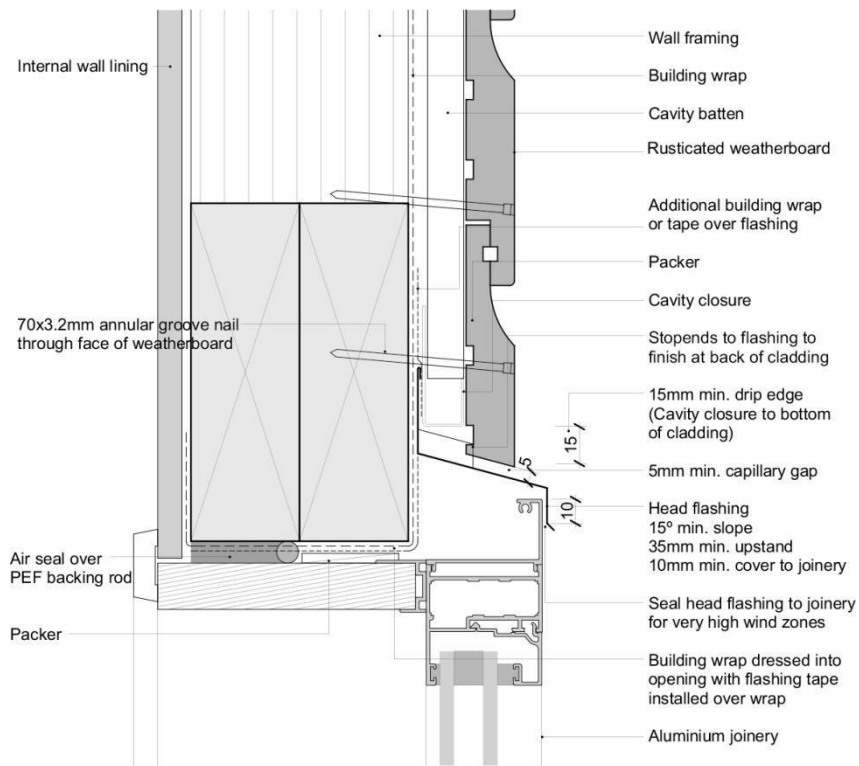 Internal wall lining
70x3.2mm annular groove nail
through face of weatherboard
Air seal over
PEF backing rod
Packer
Wall framing
Building wrap
Cavity batten
Rusticated weatherboard
Additional building wrap
or tape over flashing
Packer
Cavity closure
Stopends to flashing to
finish at back of cladding
15mm min. drip edge
(Cavity closure to bottom
of cladding)
5mm min. capillary gap
Head flashing
15º min. slope
35mm min. upstand
10mm min. cover to joinery
Seal head flashing to joinery
for very high wind zones
Building wrap dressed into
opening with flashing tape
installed over wrap
Aluminium joinery
15
5
10